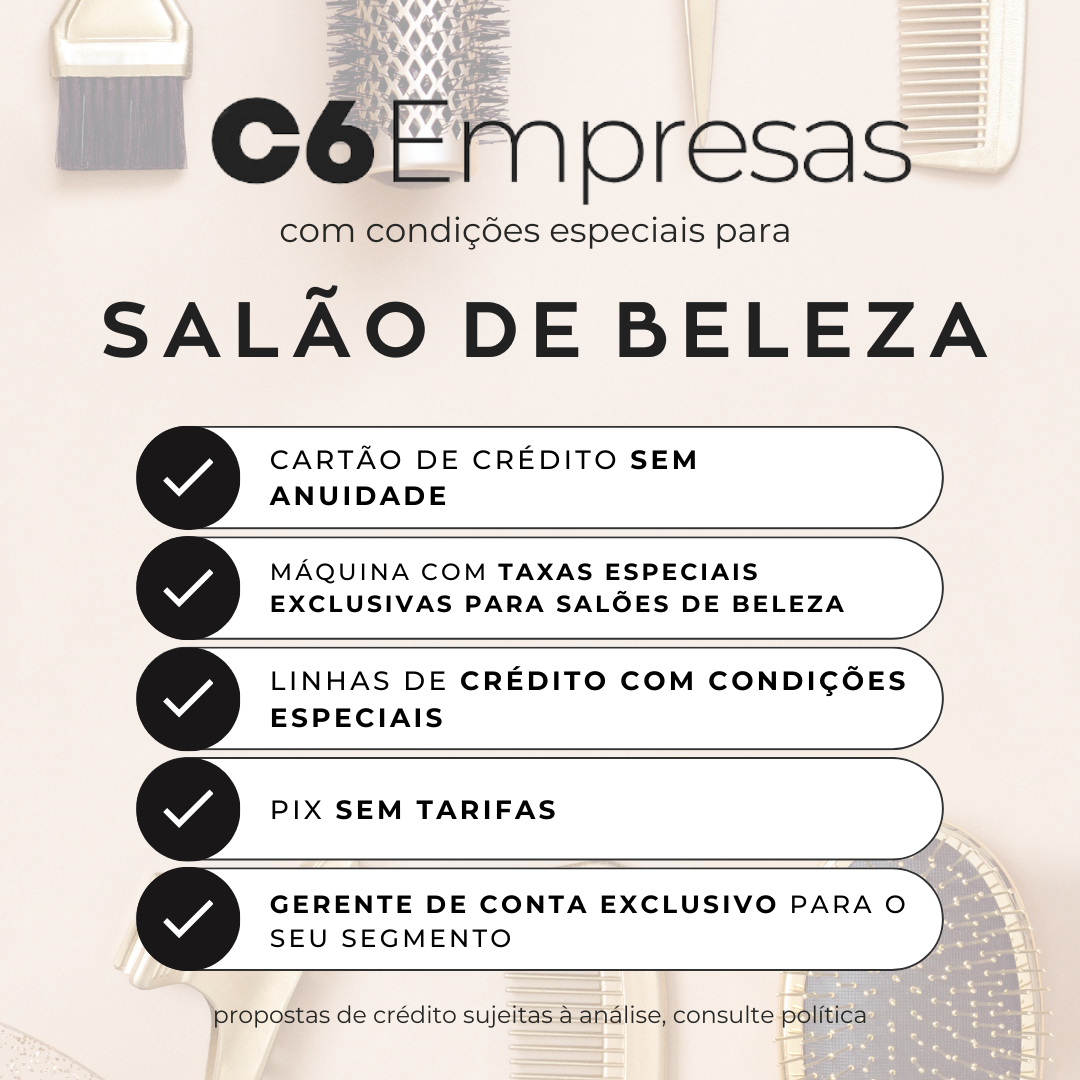 C6 Empresas
com condições especiais para
SALÃO DE BELEZA
CARTÃO DE CRÉDITO SEM
ANUIDADE
MÁQUINA COM TAXAS ESPECIAIS
EXCLUSIVAS PARA SALÕES DE BELEZA
LINHAS DE CRÉDITO COM CONDIÇÕES
ESPECIAIS
PIX SEM TARIFAS
GERENTE DE CONTA EXCLUSIVO PARA O
SEU SEGMENTO
propostas de crédito sujeitas à análise, consulte política